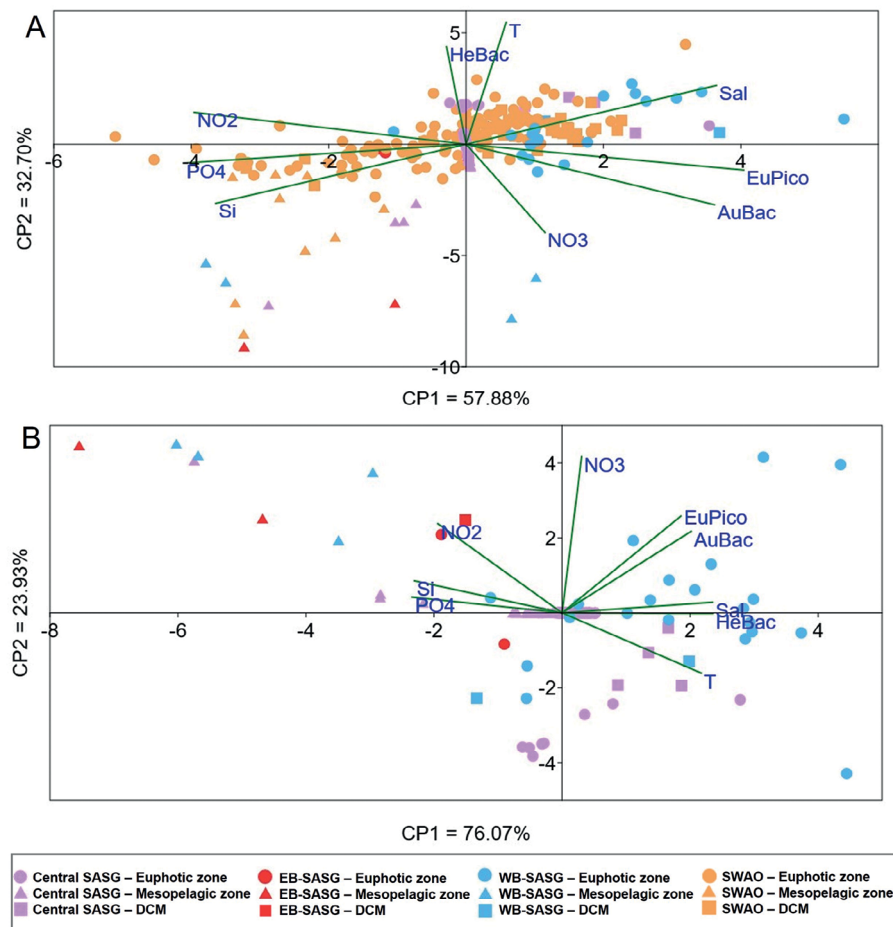 A
5
T
HeBac
Sal
NO2
-6
-4
-2
2
4
PO4
EuPico
Si
AuBac
NO3
-5
-10
CP2 = 32.70%
CP1 = 57.88%
B
4
NO3
EuPico
2
NO2
AuBac
Si
PO4
Sal
HeBac
-8
-6
-4
-2
2
4
T
-2
-4
CP2 = 23.93%
CP1 = 76.07%
Central SASG – Euphotic zone EB-SASG – Euphotic zone WB-SASG – Euphotic zone SWAO – Euphotic zone
Central SASG – Mesopelagic zone EB-SASG – Mesopelagic zone WB-SASG – Mesopelagic zone SWAO – Mesopelagic zone
Central SASG – DCM EB-SASG – DCM WB-SASG – DCM SWAO – DCM